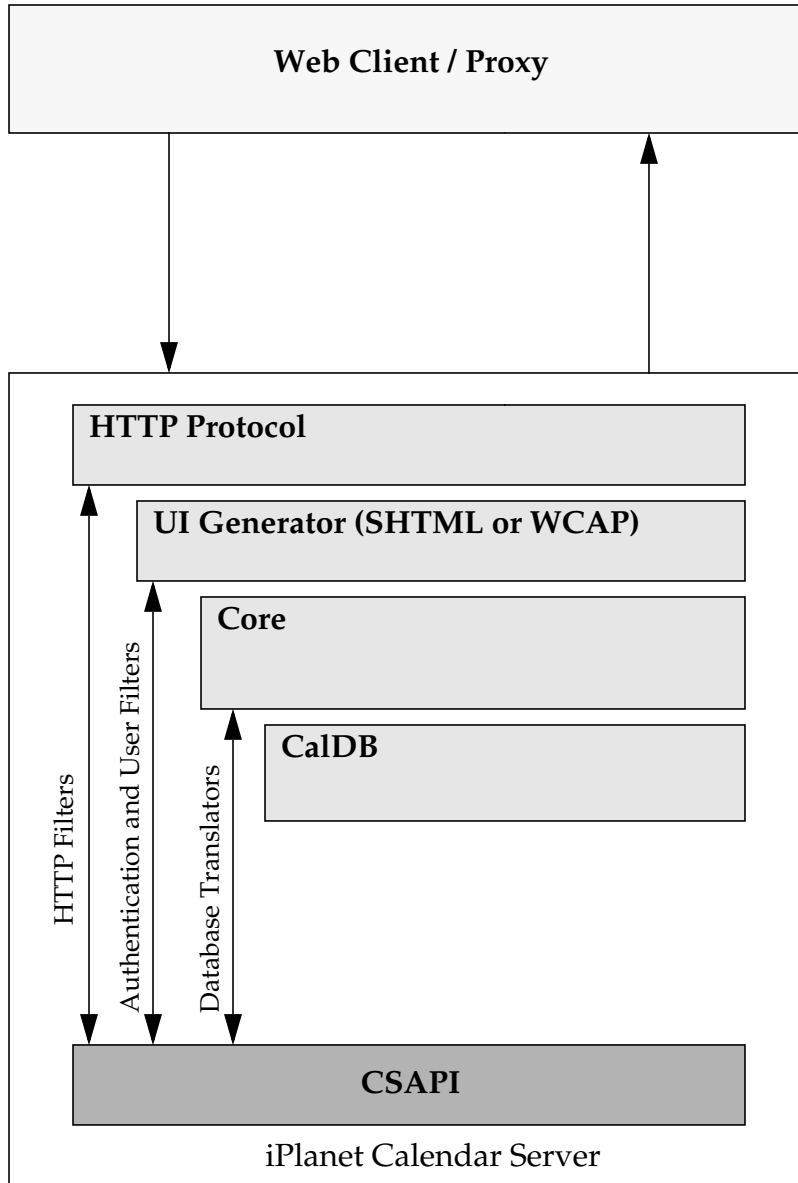 Web Client / Proxy
HTTP Protocol
UI Generator (SHTML or WCAP)
Core
CalDB
HTTP Filters
Authentication and User Filters
Database Translators
CSAPI
iPlanet Calendar Server